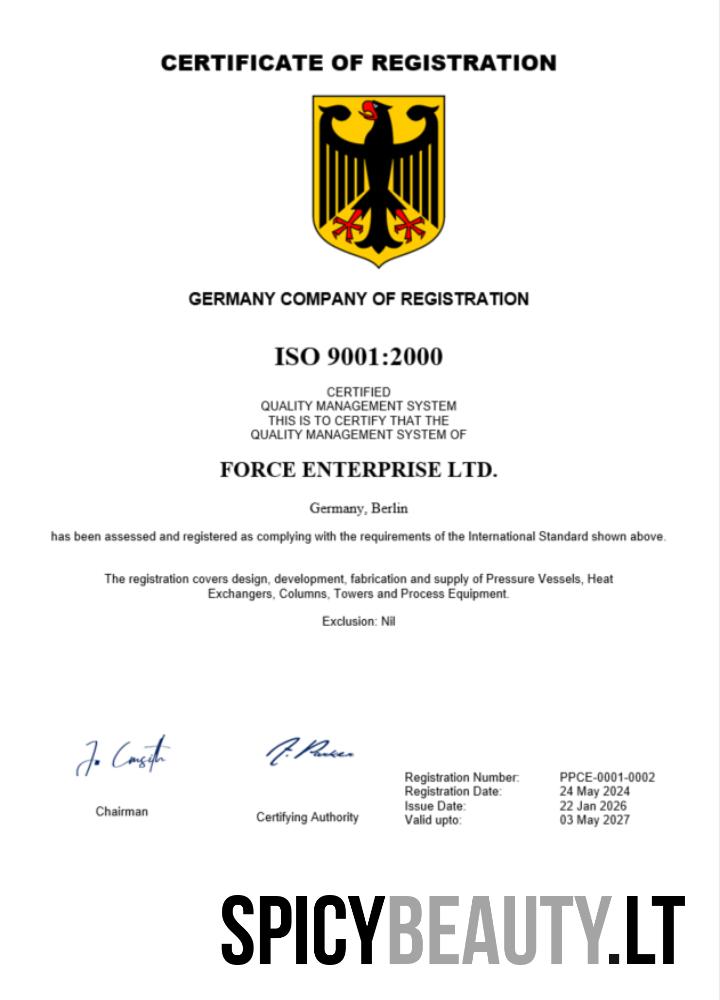 CERTIFICATE OF REGISTRATION
GERMANY COMPANY OF REGISTRATION
ISO 9001:2000
CERTIFIED
QUALITY MANAGEMENT SYSTEM
THIS IS TO CERTIFY THAT THE
QUALITY MANAGEMENT SYSTEM OF
FORCE ENTERPRISE LTD.
Germany, Berlin
has been assessed and registered as complying with the requirements of the International Standard shown above.
The registration covers design, development, fabrication and supply of Pressure Vessels, Heat
Exchangers, Columns, Towers and Process Equipment.
Exclusion: Nil
Chairman
Certifying Authority
Registration Number: PPCE-0001-0002
Registration Date: 24 May 2024
Issue Date: 22 Jan 2026
Valid upto: 03 May 2027
SPICYBEAUTY.LT